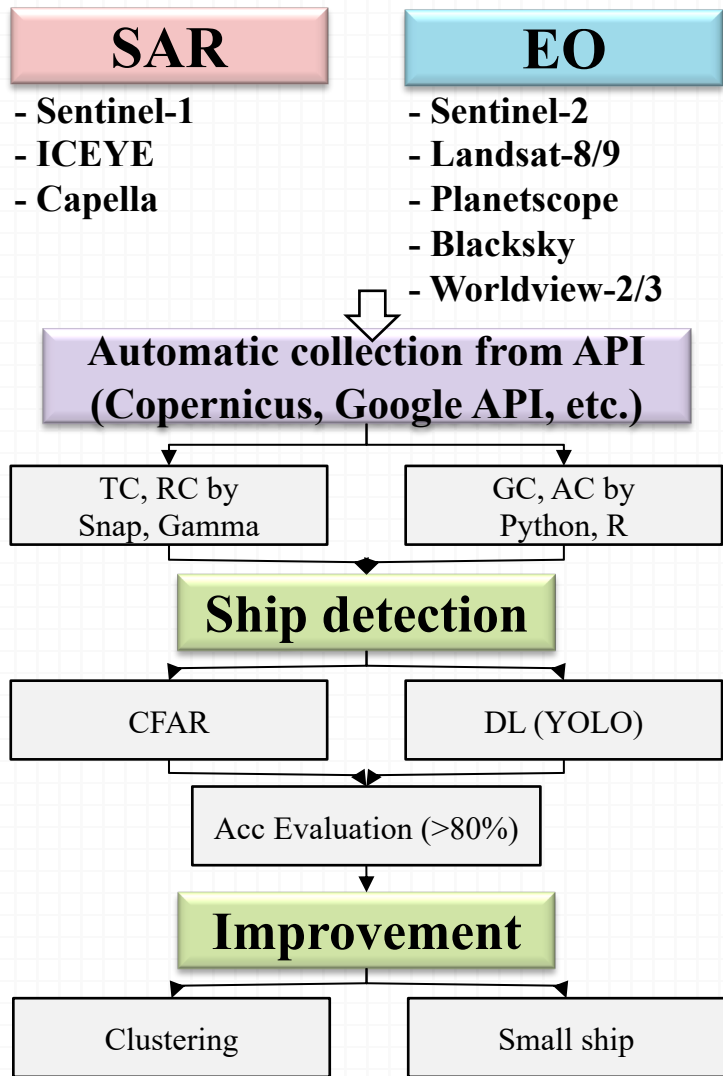 SAR
- Sentinel-1
- ICEYE
- Capella
EO
- Sentinel-2
- Landsat-8/9
- Planetscope
- Blacksky
- Worldview-2/3
Automatic collection from API
(Copernicus, Google API, etc.)
TC, RC by
Snap, Gamma
GC, AC by
Python, R
Ship detection
CFAR
DL (YOLO)
Acc Evaluation (>80%)
Improvement
Clustering
Small ship